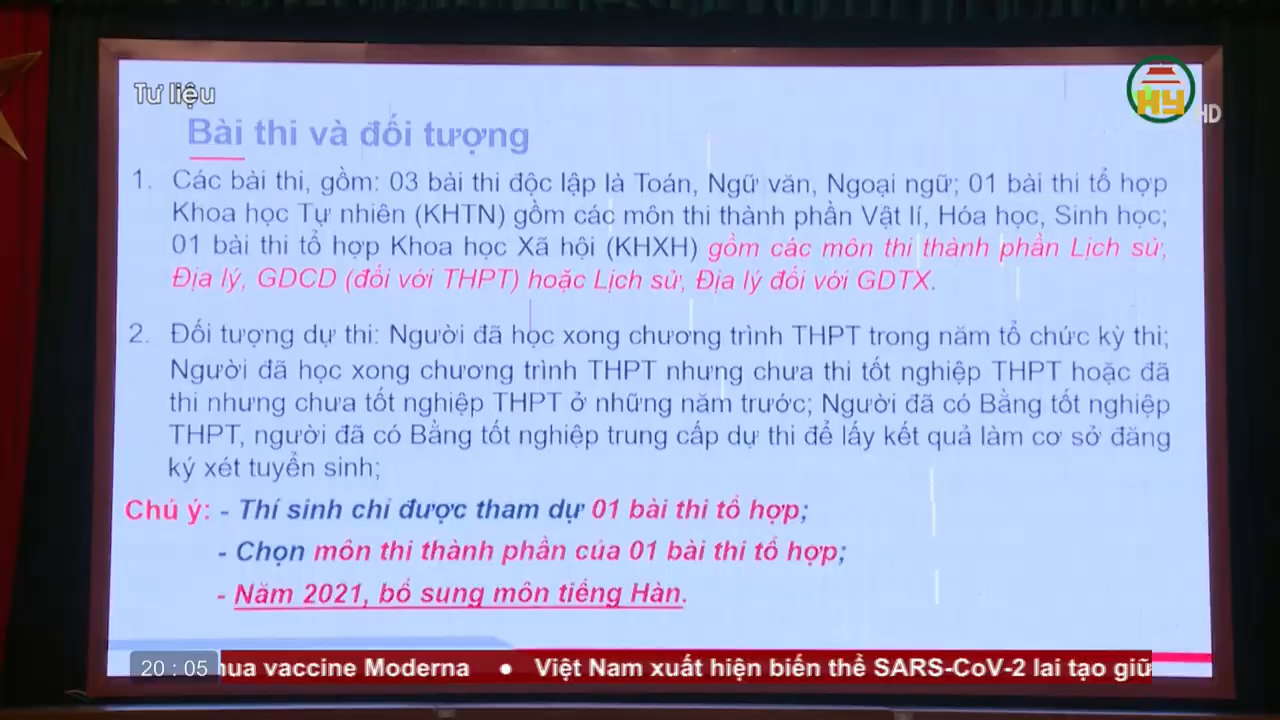 Tư liệu
HY
HD
Bài thi và đối tượng
1. Các bài thi, gồm: 03 bài thi độc lập là Toán, Ngữ văn, Ngoại ngữ; 01 bài thi tổ hợp
Khoa học Tự nhiên (KHTN) gồm các môn thi thành phần Vật lí, Hóa học, Sinh học;
01 bài thi tổ hợp Khoa học Xã hội (KHXH) gồm các môn thi thành phần Lịch sử,
Địa lý, GDCD (đối với THPT) hoặc Lịch sử, Địa lý đối với GDTX.
2. Đối tượng dự thi: Người đã học xong chương trình THPT trong năm tổ chức kỳ thi;
Người đã học xong chương trình THPT nhưng chưa thi tốt nghiệp THPT hoặc đã
thi nhưng chưa tốt nghiệp THPT ở những năm trước; Người đã có Bằng tốt nghiệp
THPT, người đã có Bằng tốt nghiệp trung cấp dự thi để lấy kết quả làm cơ sở đăng
ký xét tuyển sinh;
Chú ý: - Thí sinh chỉ được tham dự 01 bài thi tổ hợp;
- Chọn môn thi thành phần của 01 bài thi tổ hợp;
- Năm 2021, bổ sung môn tiếng Hàn.
20 : 05 vaccine Moderna • Việt Nam xuất hiện biến thể SARS-CoV-2 lai tạo